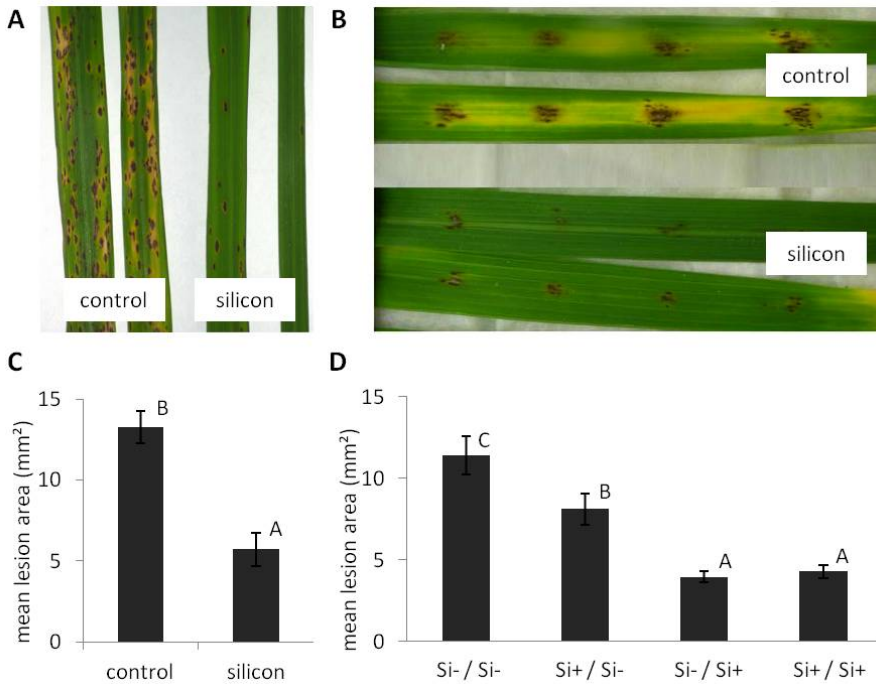 A
control
silicon
B
control
silicon
C
mean lesion area (mm²)
15
10
5
0
B
A
control
silicon
D
mean lesion area (mm²)
15
10
5
0
C
B
A
A
Si- / Si-
Si+ / Si-
Si- / Si+
Si+ / Si+